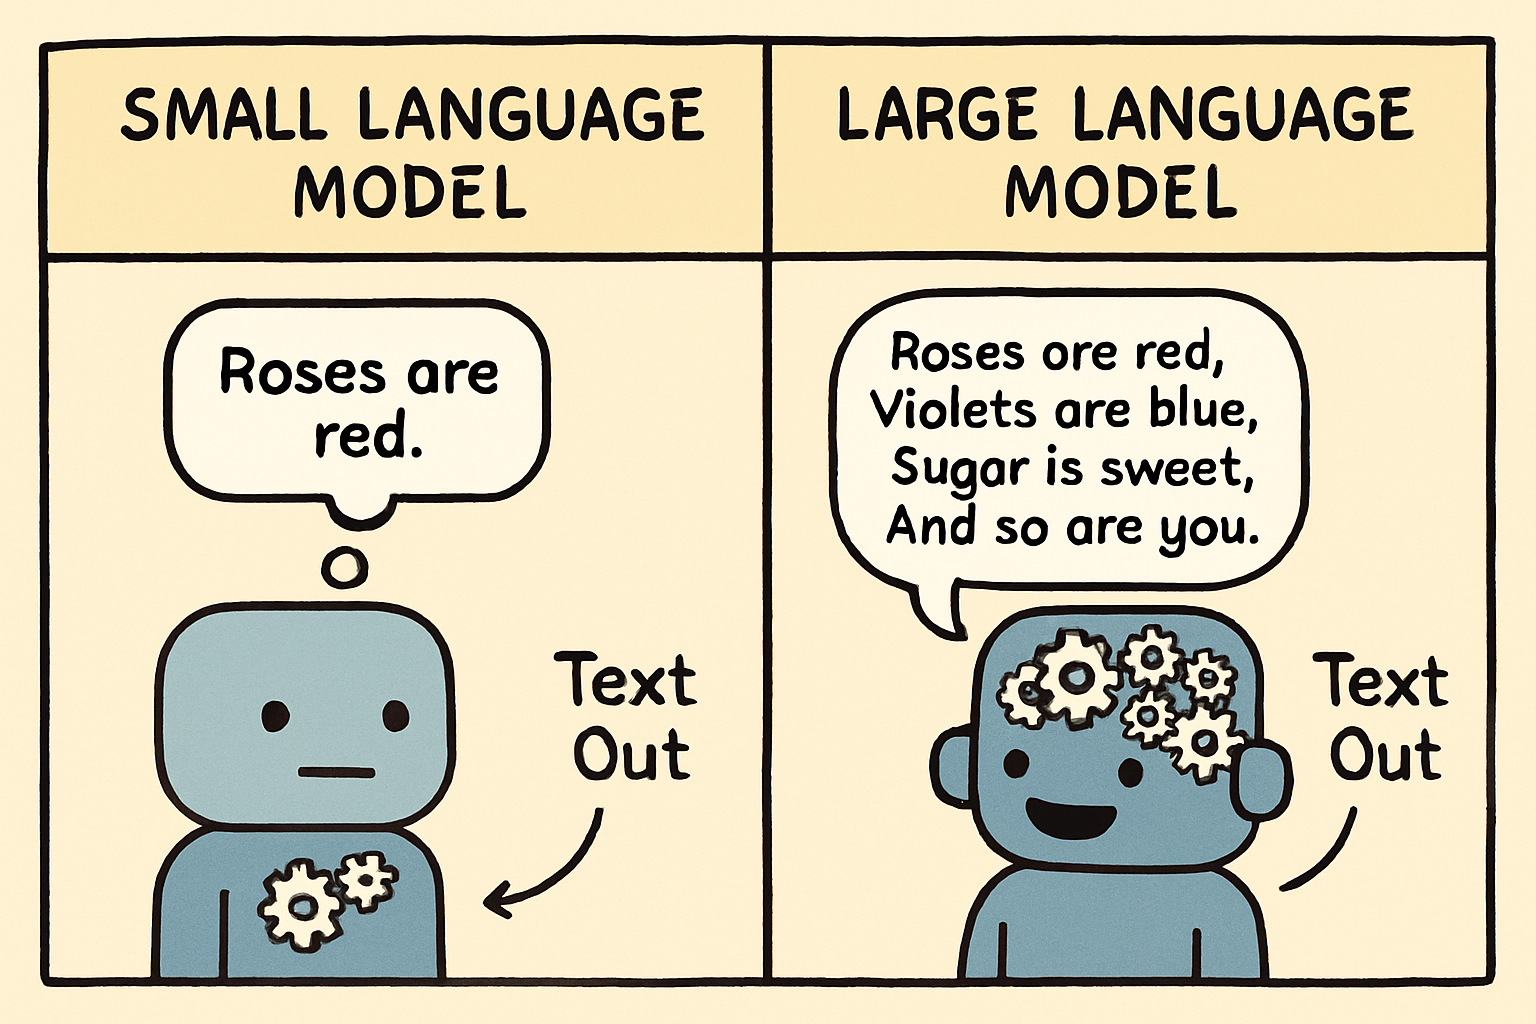 SMALL LANGUAGE
MODEL
LARGE LANGUAGE
MODEL
Roses are
red.
Text
Out
Roses ore red,
Violets are blue,
Sugar is sweet,
And so are you.
Text
Out